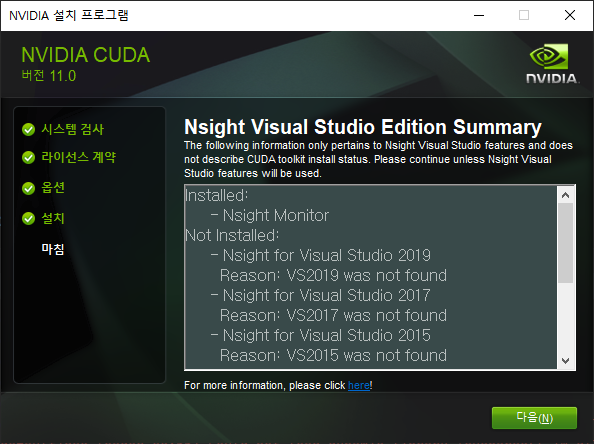 NVIDIA 설치 프로그램
NVIDIA CUDA
버전 11.0
NVIDIA.
시스템 검사
라이선스 계약
옵션
설치
마침
Nsight Visual Studio Edition Summary
The following information only pertains to Nsight Visual Studio features and does
not describe CUDA toolkit install status. Please continue unless Nsight Visual
Studio features will be used.
Installed:
- Nsight Monitor
Not Installed:
- Nsight for Visual Studio 2019
Reason: VS2019 was not found
- Nsight for Visual Studio 2017
Reason: VS2017 was not found
- Nsight for Visual Studio 2015
Reason: VS2015 was not found
For more information, please click here!
다음(N)